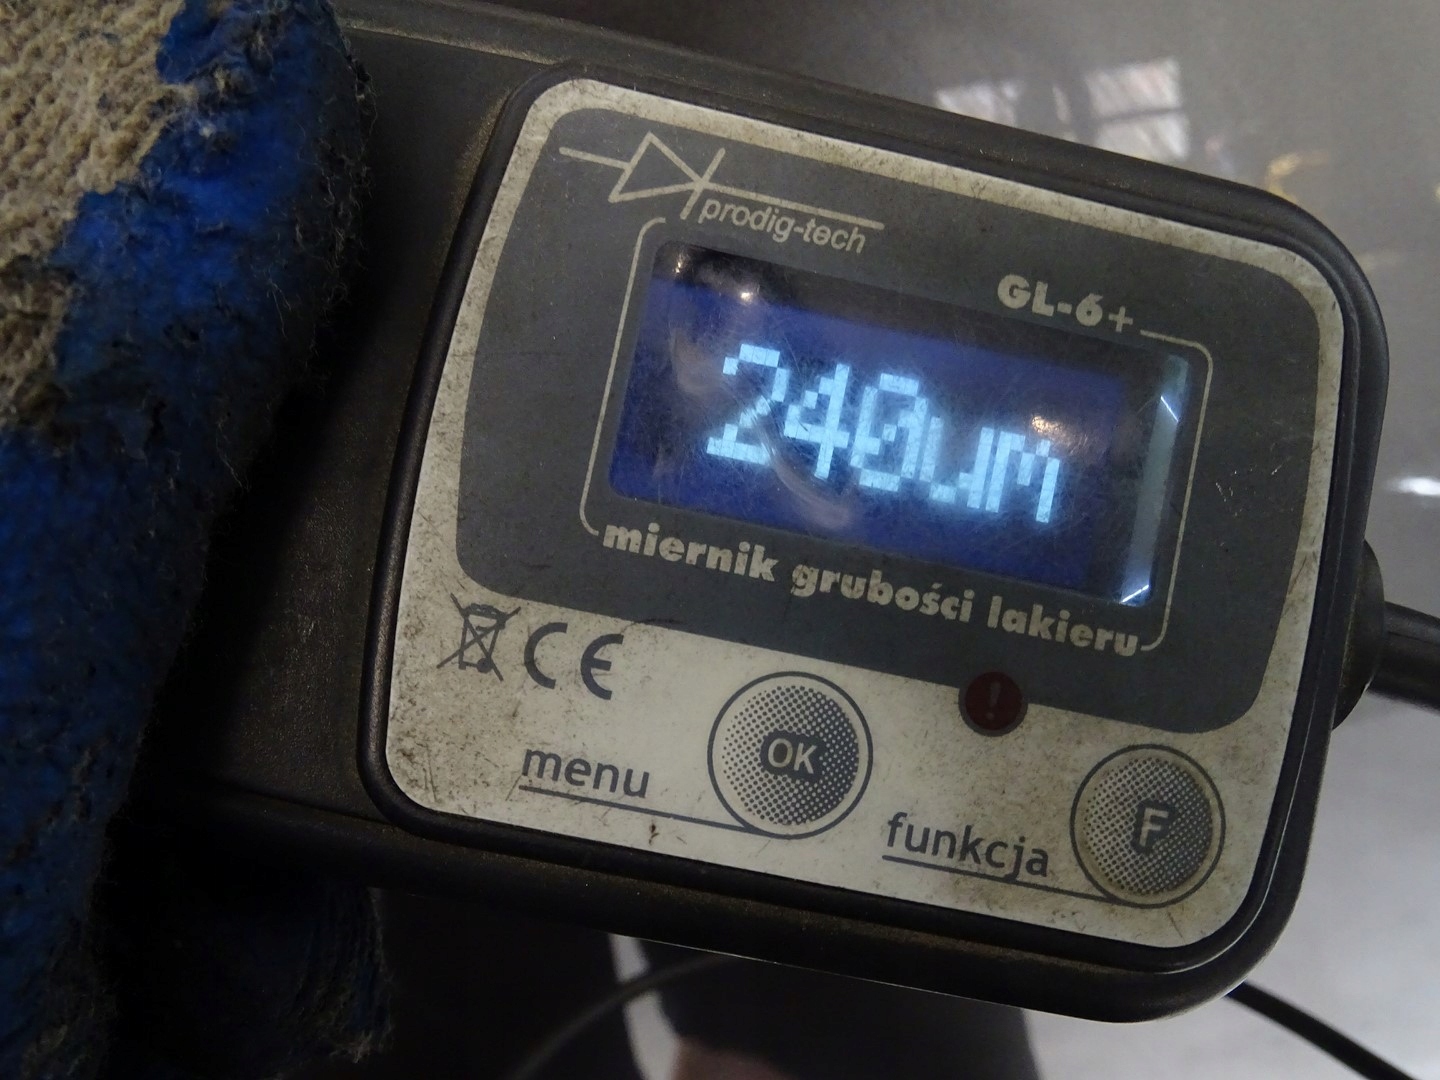 prodig-tech
GL-6+
240um
miernik grubości lakieru
CE
!
menu
OK
funkcja
F